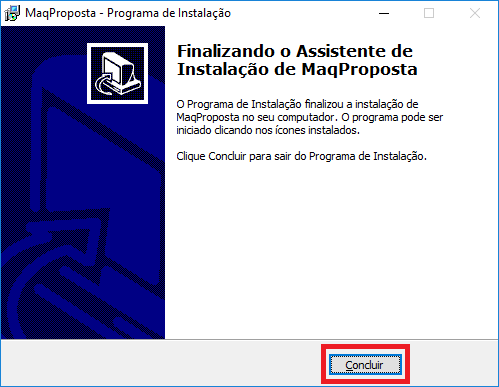 MaqProposta - Programa de Instalação
Finalizando o Assistente de
Instalação de MaqProposta
O Programa de Instalação finalizou a instalação de
MaqProposta no seu computador. O programa pode ser
iniciado clicando nos ícones instalados.
Clique Concluir para sair do Programa de Instalação.
Concluir